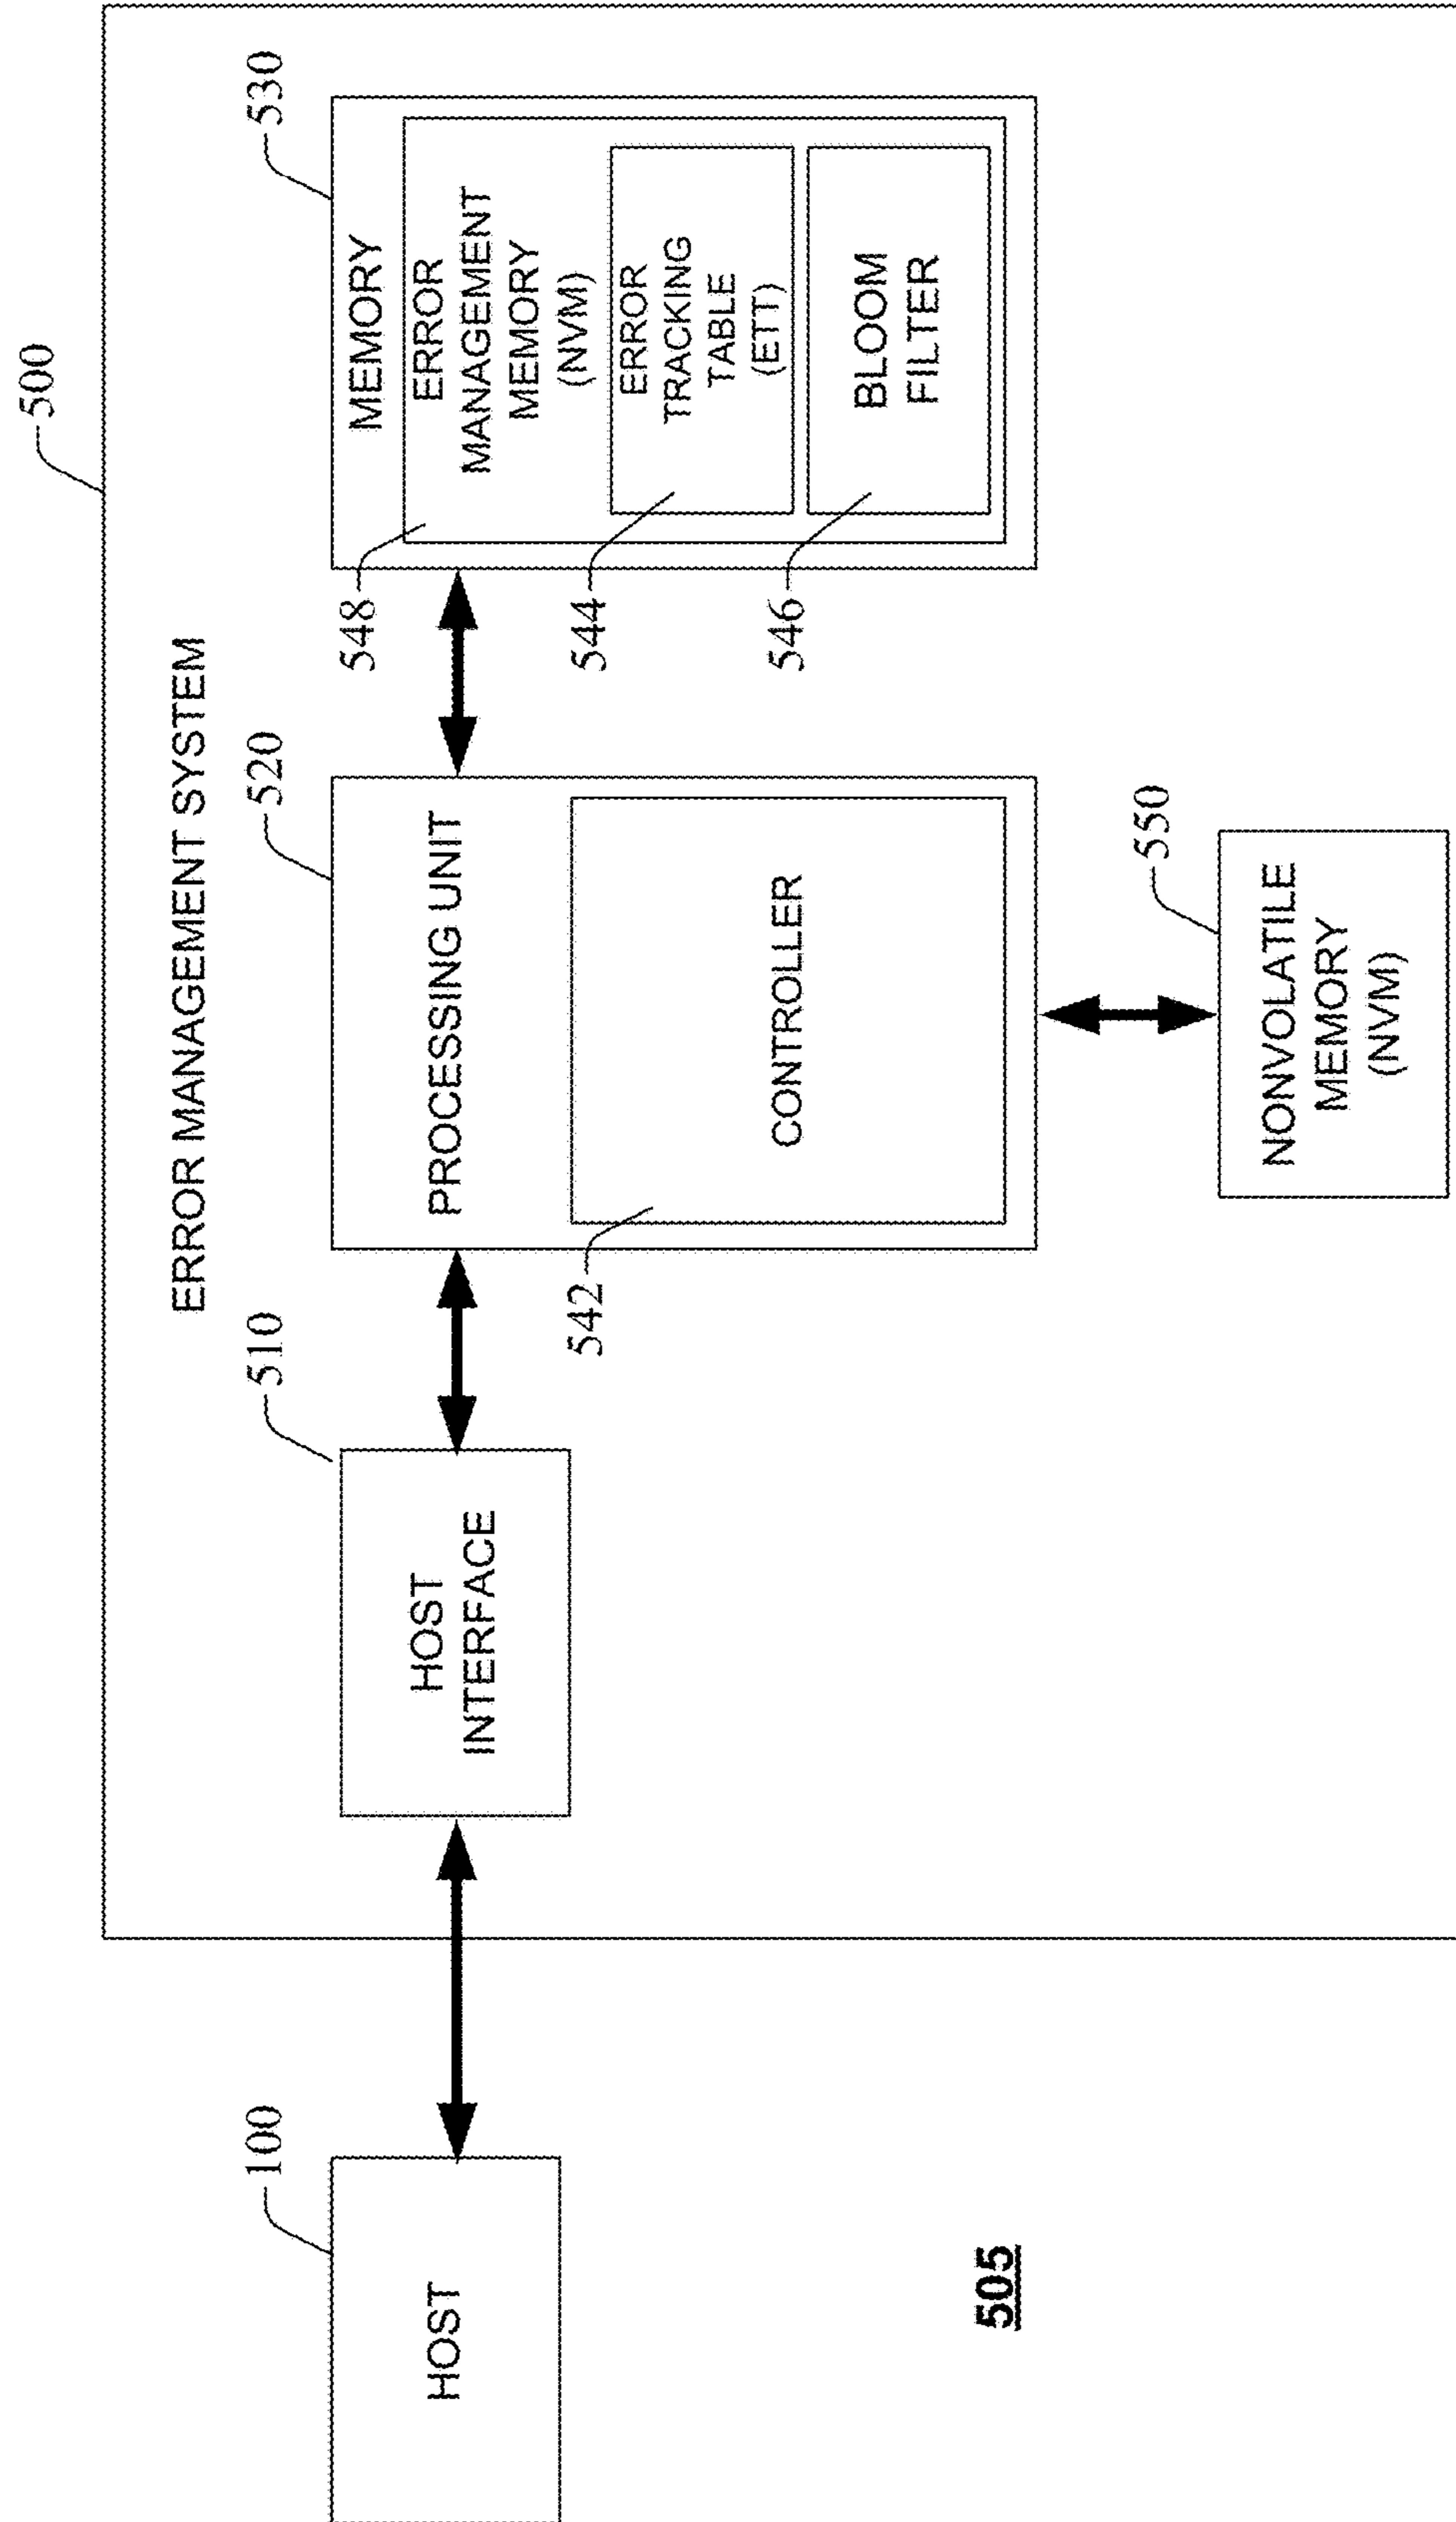 500
ERROR MANAGEMENT SYSTEM
100
510
520
530
HOST
HOST
INTERFACE
PROCESSING UNIT
542
CONTROLLER
MEMORY
548
ERROR
MANAGEMENT
MEMORY
(NVM)
544
ERROR
TRACKING
TABLE
(ETT)
546
BLOOM
FILTER
550
NONVOLATILE
MEMORY
(NVM)
505